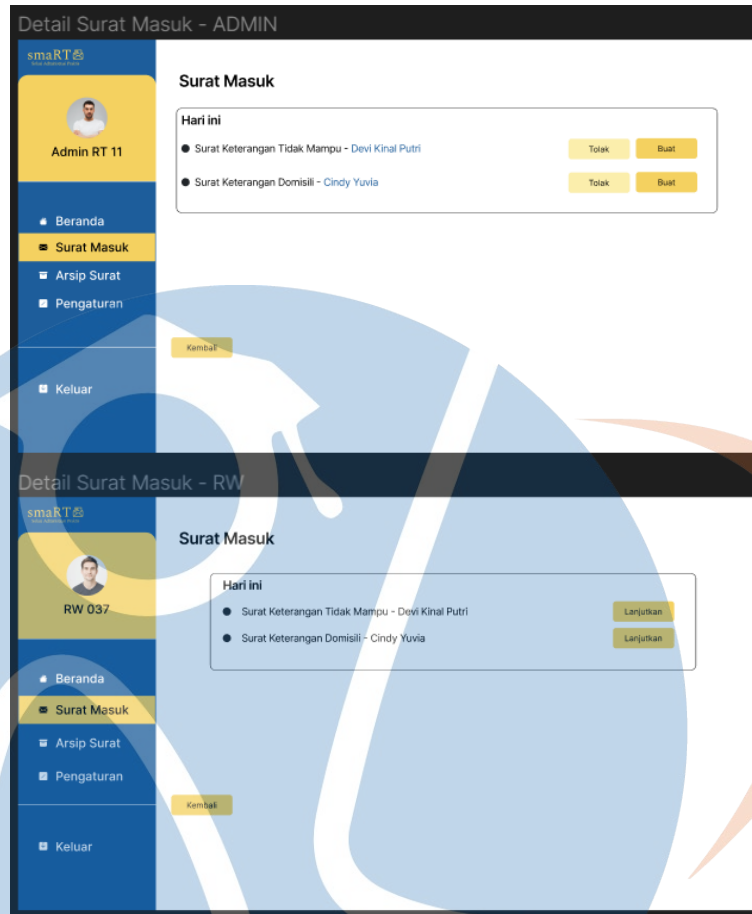 Detail Surat Masuk - ADMIN
smaRT
Surat Masuk
Admin RT 11
Hari ini
Surat Keterangan Tidak Mampu - Devi Kinal Putri Tolak Buat
Surat Keterangan Domisili - Cindy Yuvia Tolak Buat
Beranda
Surat Masuk
Arsip Surat
Pengaturan
Kembali
Keluar
Detail Surat Masuk - RW
smaRT
Surat Masuk
RW 037
Hari ini
Surat Keterangan Tidak Mampu - Devi Kinal Putri Lanjutkan
Surat Keterangan Domisili - Cindy Yuvia Lanjutkan
Beranda
Surat Masuk
Arsip Surat
Pengaturan
Kembali
Keluar